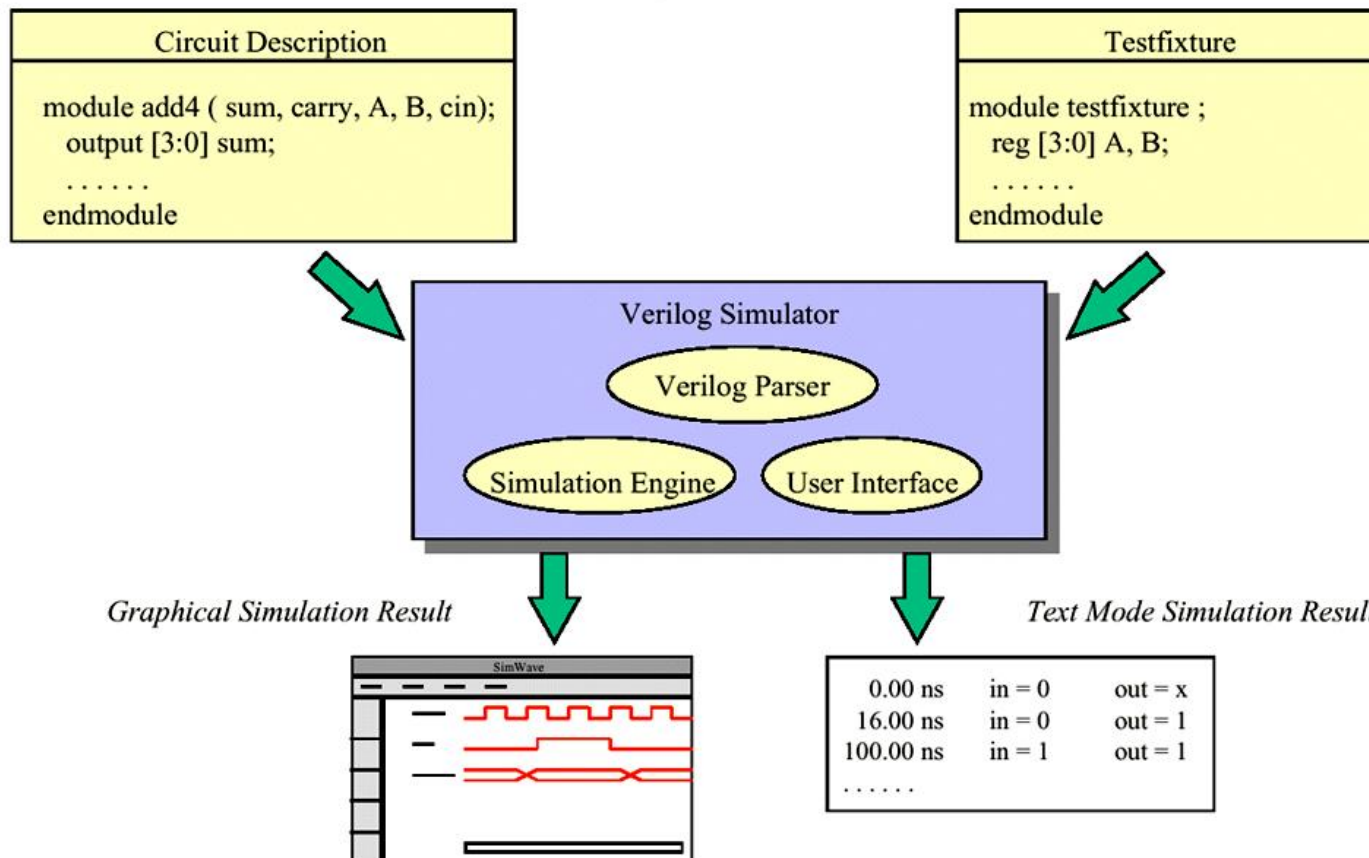 Circuit Description
module add4 ( sum, carry, A, B, cin);
output [3:0] sum;
. . . . . .
endmodule
Testfixture
module testfixture ;
reg [3:0] A, B;
. . . . . .
endmodule
Verilog Simulator
Verilog Parser
Simulation Engine
User Interface
Graphical Simulation Result
Text Mode Simulation Result
SimWave
0.00 ns in = 0 out = x
16.00 ns in = 0 out = 1
100.00 ns in = 1 out = 1
. . . . . .